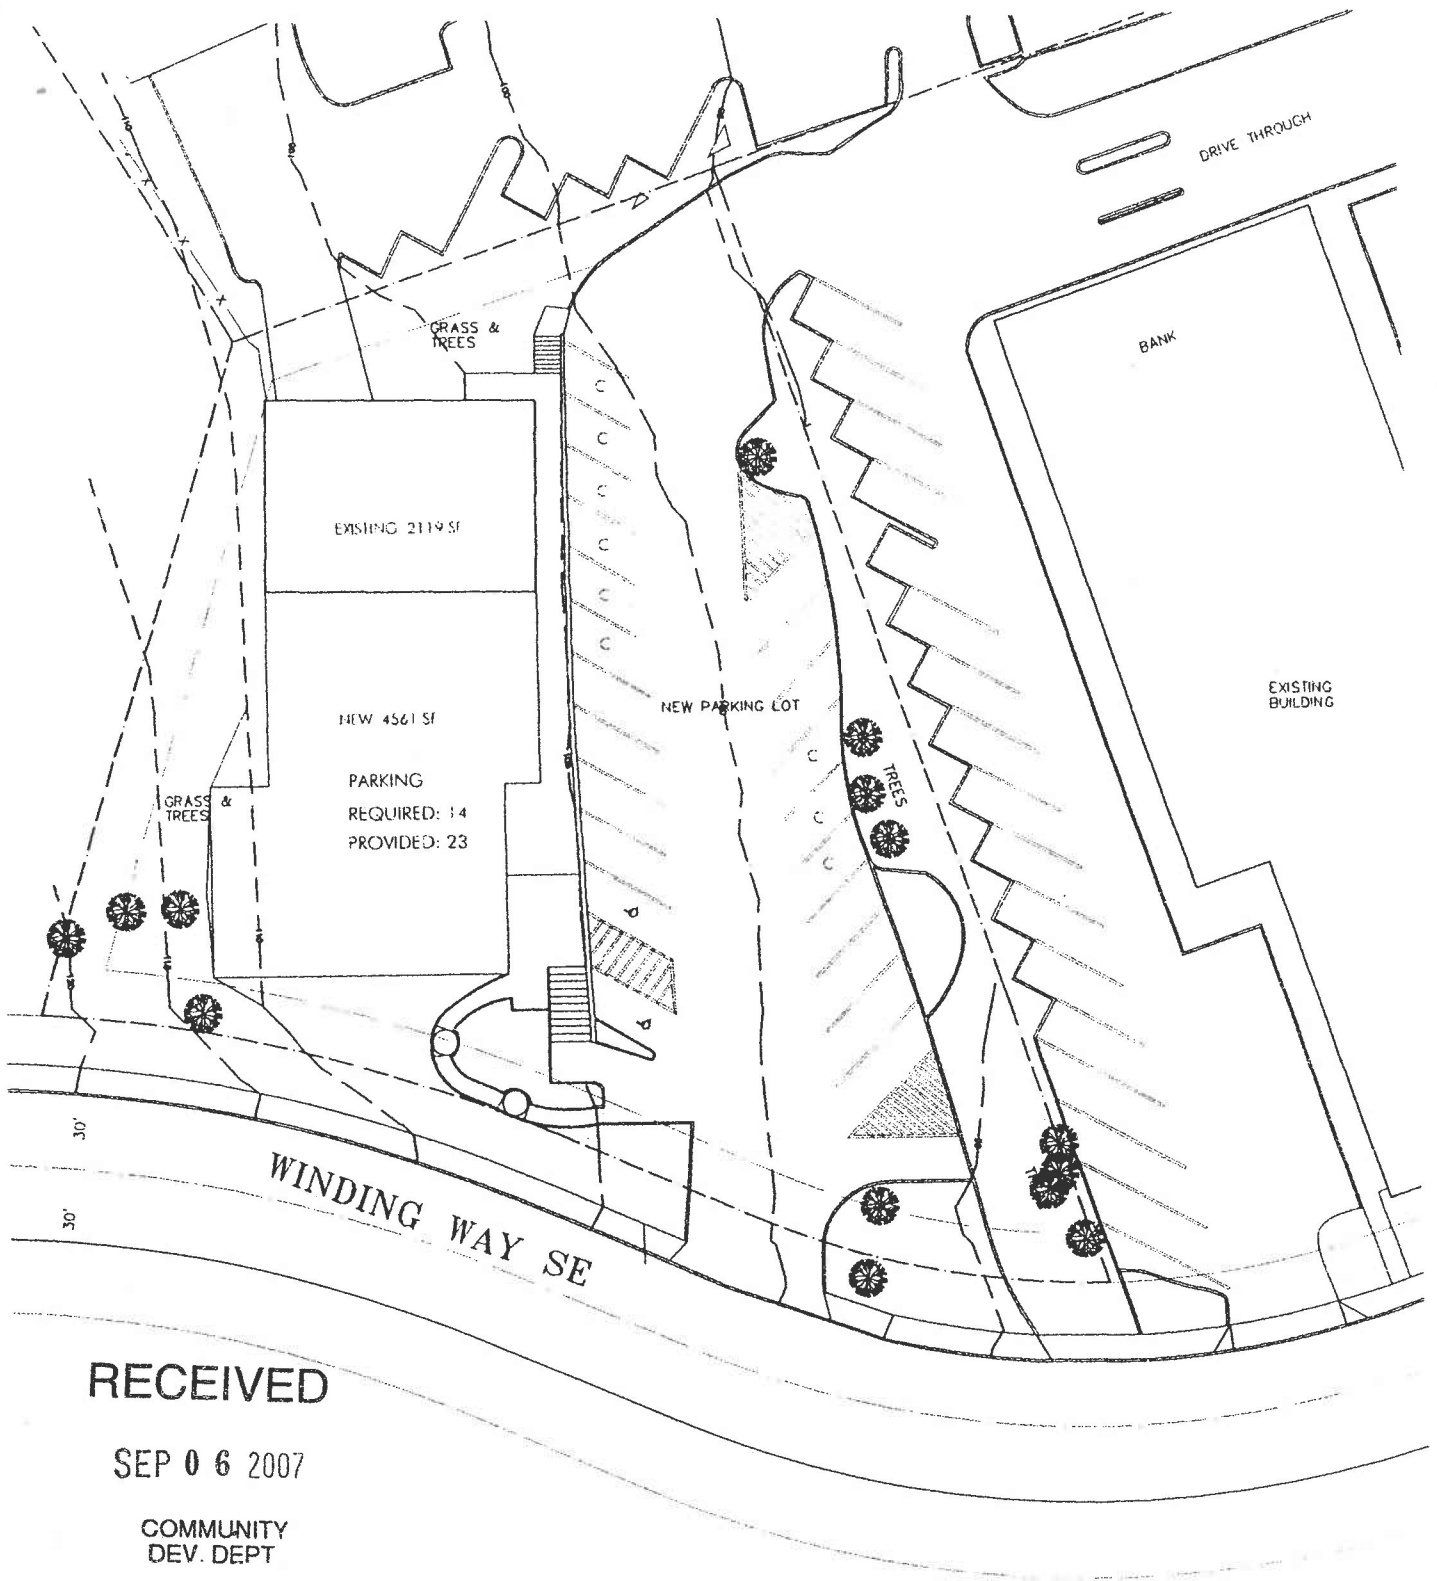 DRIVE THROUGH
GRASS &
TREES
BANK
C
C
EXISTING 2119 SF
C
C
C
C
EXISTING
BUILDING
NEW PARKING LOT
NEW 4561 SF
C
PARKING
REQUIRED: 14
PROVIDED: 23
TREES
GRASS &
TREES
C
C
30'
30'
WINDING WAY SE
RECEIVED
SEP 06 2007
COMMUNITY
DEV. DEPT